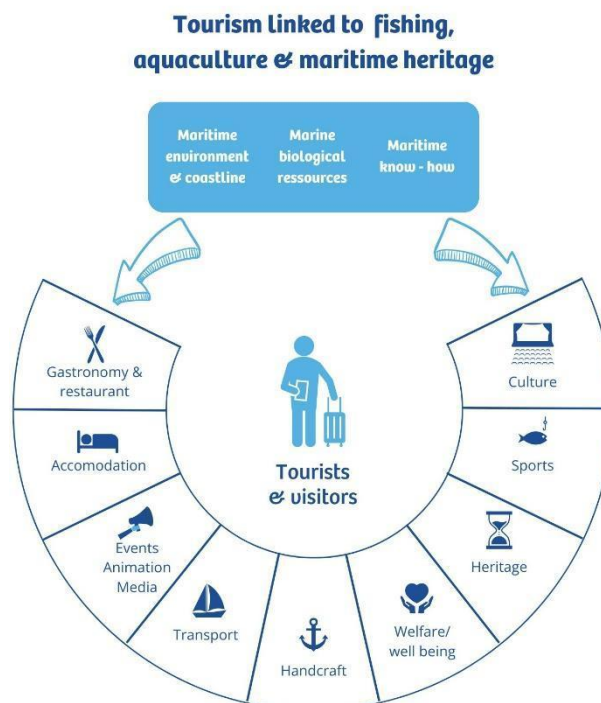 Tourism linked to fishing,
aquaculture & maritime heritage
Maritime
environment
& coastline
Marine
biological
ressources
Maritime
know - how
Gastronomy &
restaurant
Accomodation
Events
Animation
Media
Transport
Handcraft
Welfare/
well being
Heritage
Sports
Culture
Tourists
& visitors